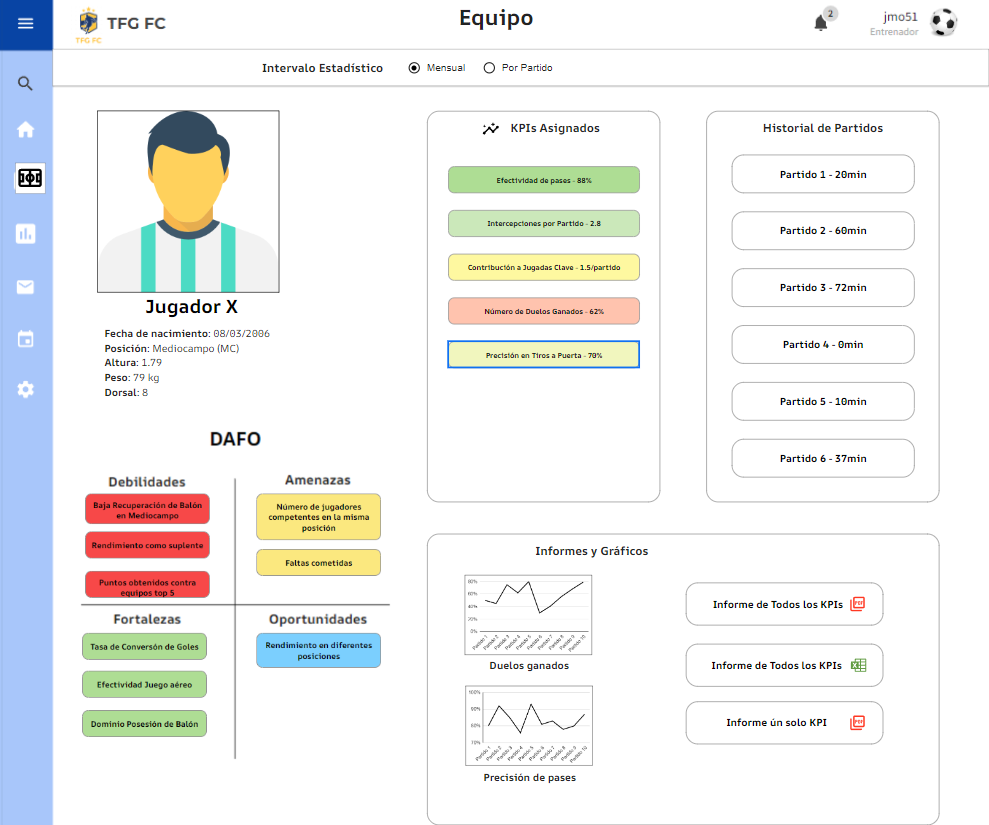 TFG FC
TFG FC
Equipo
2
jmo51
Entrenador
Intervalo Estadístico
Mensual
Por Partido
Jugador X
Fecha de nacimiento: 08/03/2006
Posición: Mediocampo (MC)
Altura: 1.79
Peso: 79 kg
Dorsal: 8
KPIs Asignados
Efectividad de pases - 88%
Intercepciones por Partido - 2.8
Contribución a Jugadas Clave - 1.5/partido
Número de Duelos Ganados - 62%
Precisión en Tiros a Puerta - 70%
Historial de Partidos
Partido 1 - 20min
Partido 2 - 60min
Partido 3 - 72min
Partido 4 - 0min
Partido 5 - 10min
Partido 6 - 37min
DAFO
Debilidades
Baja Recuperación de Balón
en Mediocampo
Rendimiento como suplente
Puntos obtenidos contra
equipos top 5
Amenazas
Número de jugadores
competentes en la misma
posición
Faltas cometidas
Fortalezas
Tasa de Conversón de Goles
Efectividad Juego aéreo
Dominio Posesión de Balón
Oportunidades
Rendimiento en diferentes
posiciones
Informes y Gráficos
80%
60%
40%
20%
0%
Partido 1
Partido 2
Partido 3
Partido 4
Partido 5
Partido 6
Partido 7
Partido 8
Partido 9
Partido 10
Duelos ganados
100%
90%
80%
70%
Partido 1
Partido 2
Partido 3
Partido 4
Partido 5
Partido 6
Partido 7
Partido 8
Partido 9
Partido 10
Precisión de pases
Informe de Todos los KPIs
PDF
Informe de Todos los KPIs
Informe ún solo KPI
PDF